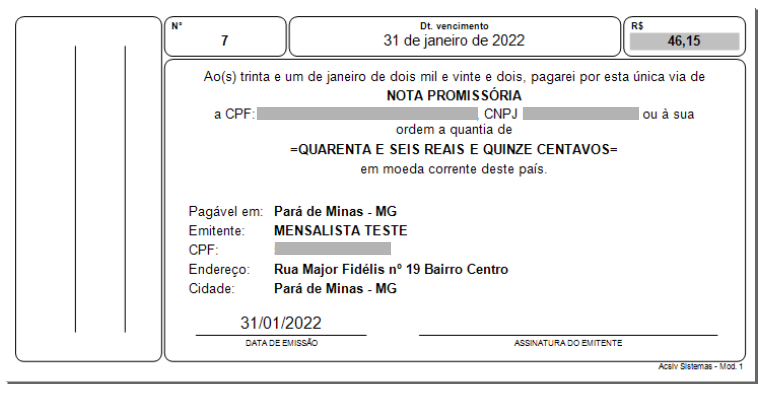 Nº
7
Dt. vencimento
31 de janeiro de 2022
R$
46,15
Ao(s) trinta e um de janeiro de dois mil e vinte e dois, pagarei por esta única via de
NOTA PROMISSÓRIA
a CPF: , CNPJ ou à sua
ordem a quantia de
=QUARENTA E SEIS REAIS E QUINZE CENTAVOS=
em moeda corrente deste país.
Pagável em: Pará de Minas - MG
Emitente: MENSALISTA TESTE
CPF:
Endereço: Rua Major Fidélis nº 19 Bairro Centro
Cidade: Pará de Minas - MG
31/01/2022
DATA DE EMISSÃO
ASSINATURA DO EMITENTE
Acslv Sistemas - Mod. 1